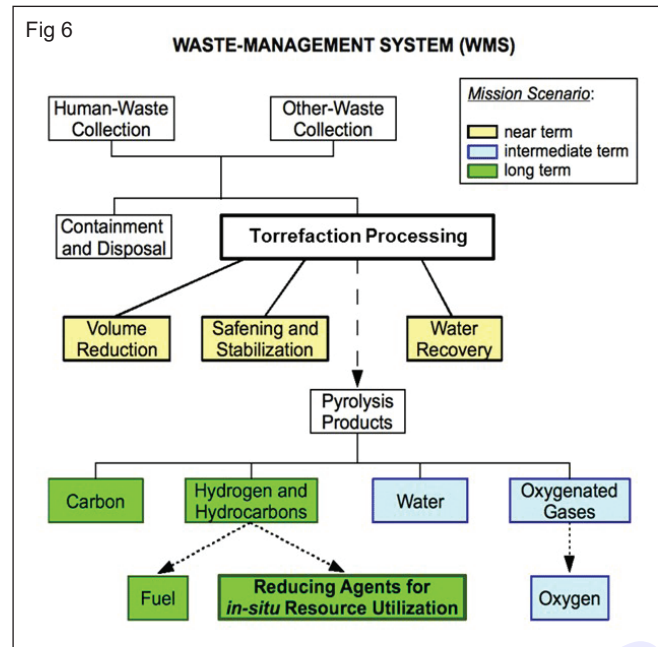 Fig 6
WASTE-MANAGEMENT SYSTEM (WMS)
Human-Waste
Collection
Other-Waste
Collection
Mission Scenario:
near term
intermediate term
long term
Containment
and Disposal
Torrefaction Processing
Volume
Reduction
Safening and
Stabilization
Water
Recovery
Pyrolysis
Products
Carbon
Hydrogen and
Hydrocarbons
Water
Oxygenated
Gases
Fuel
Reducing Agents for
in-situ Resource Utilization
Oxygen